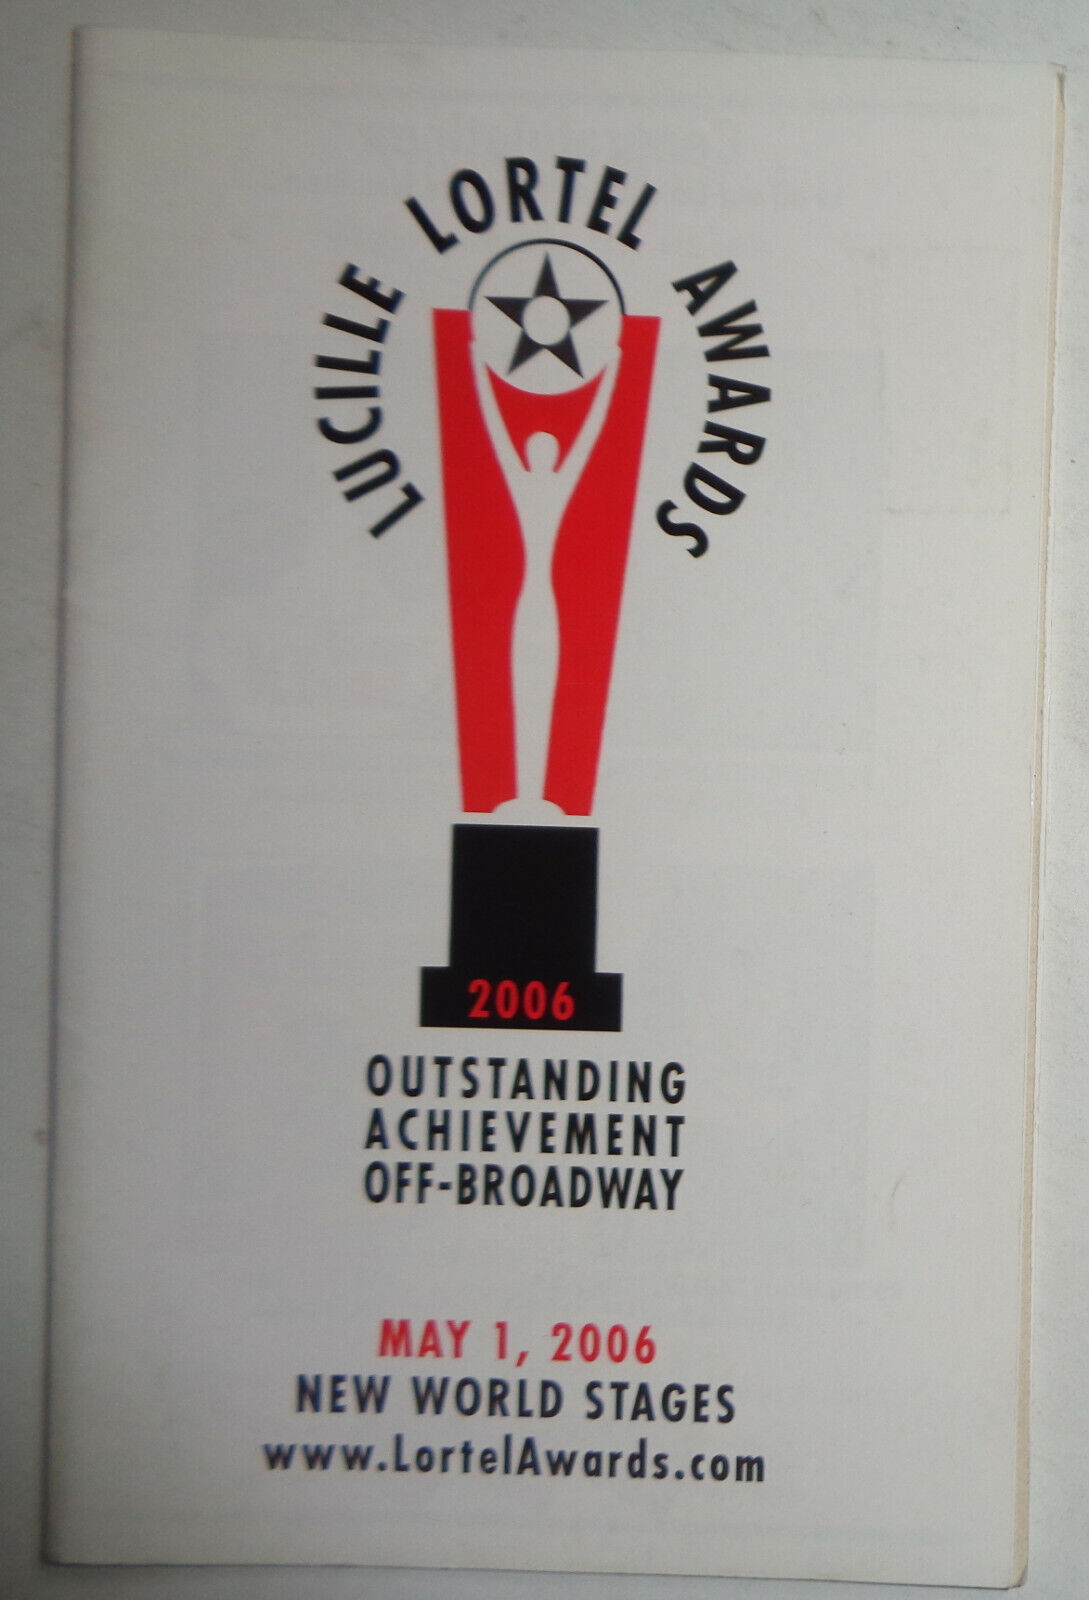 LUCILLE LORTEL AWARDS
2006
OUTSTANDING
ACHIEVEMENT
OFF-BROADWAY
MAY 1, 2006
NEW WORLD STAGES
www.LortelAwards.com